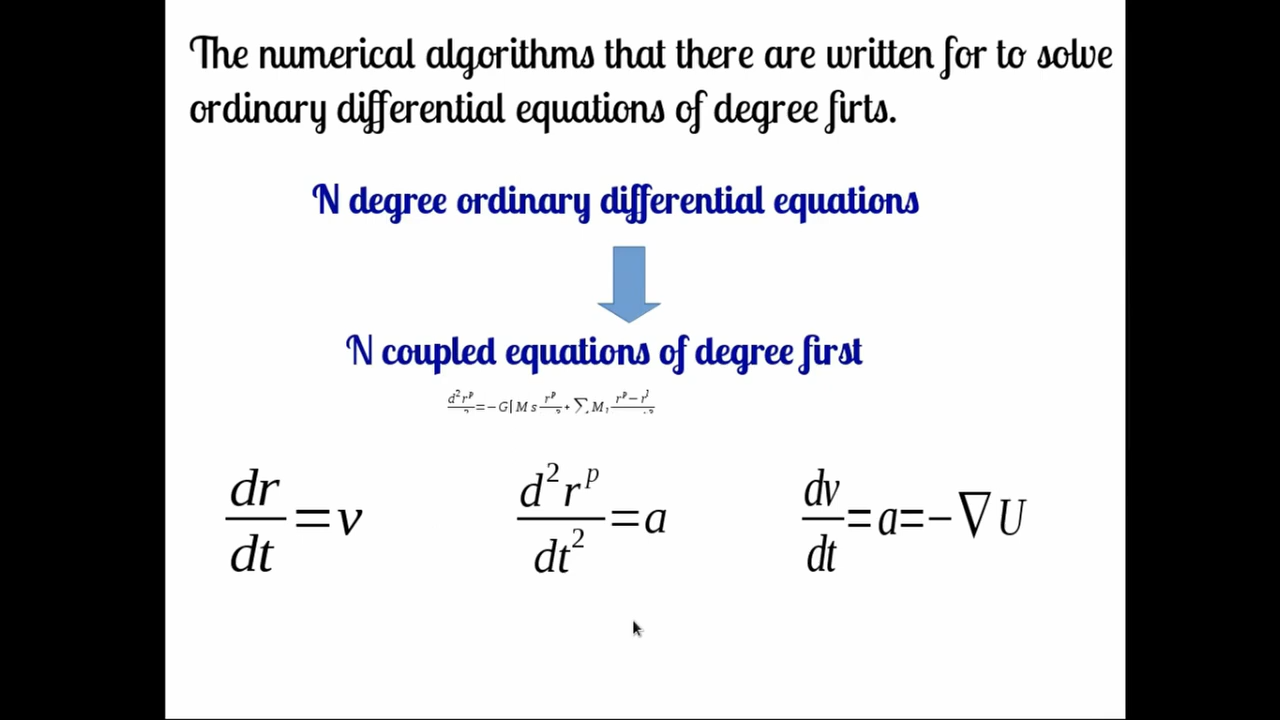 The numerical algorithms that there are written for to solve
ordinary differential equations of degree firts.
N degree ordinary differential equations
N coupled equations of degree first
d²r^p = −G[ M s r^p + ∑ M r^p − r^j
dr/dt = v
d²r^p/dt² = a
dv/dt = a = −∇U